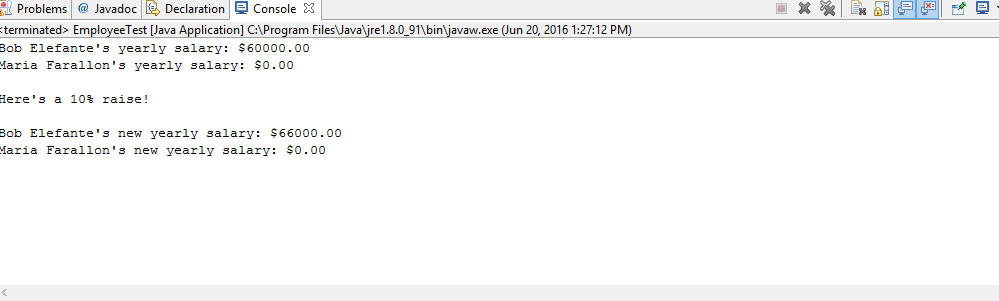 Problems @ Javadoc Declaration Console
<terminated> EmployeeTest [Java Application] C:\Program Files\Java\jre1.8.0_91\bin\javaw.exe (Jun 20, 2016 1:27:12 PM)
Bob Elefante's yearly salary: $60000.00
Maria Farallon's yearly salary: $0.00
Here's a 10% raise!
Bob Elefante's new yearly salary: $66000.00
Maria Farallon's new yearly salary: $0.00